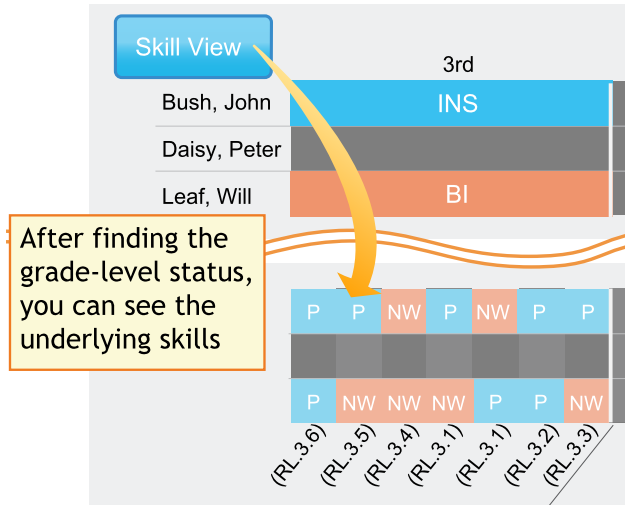 Skill View
3rd
Bush, John INS
Daisy, Peter
Leaf, Will BI
After finding the
grade-level status,
you can see the
underlying skills
P P NW P NW P P
P NW NW NW P P NW
(RL.3.6) (RL.3.5) (RL.3.4) (RL.3.1) (RL.3.1) (RL.3.2) (RL.3.3)